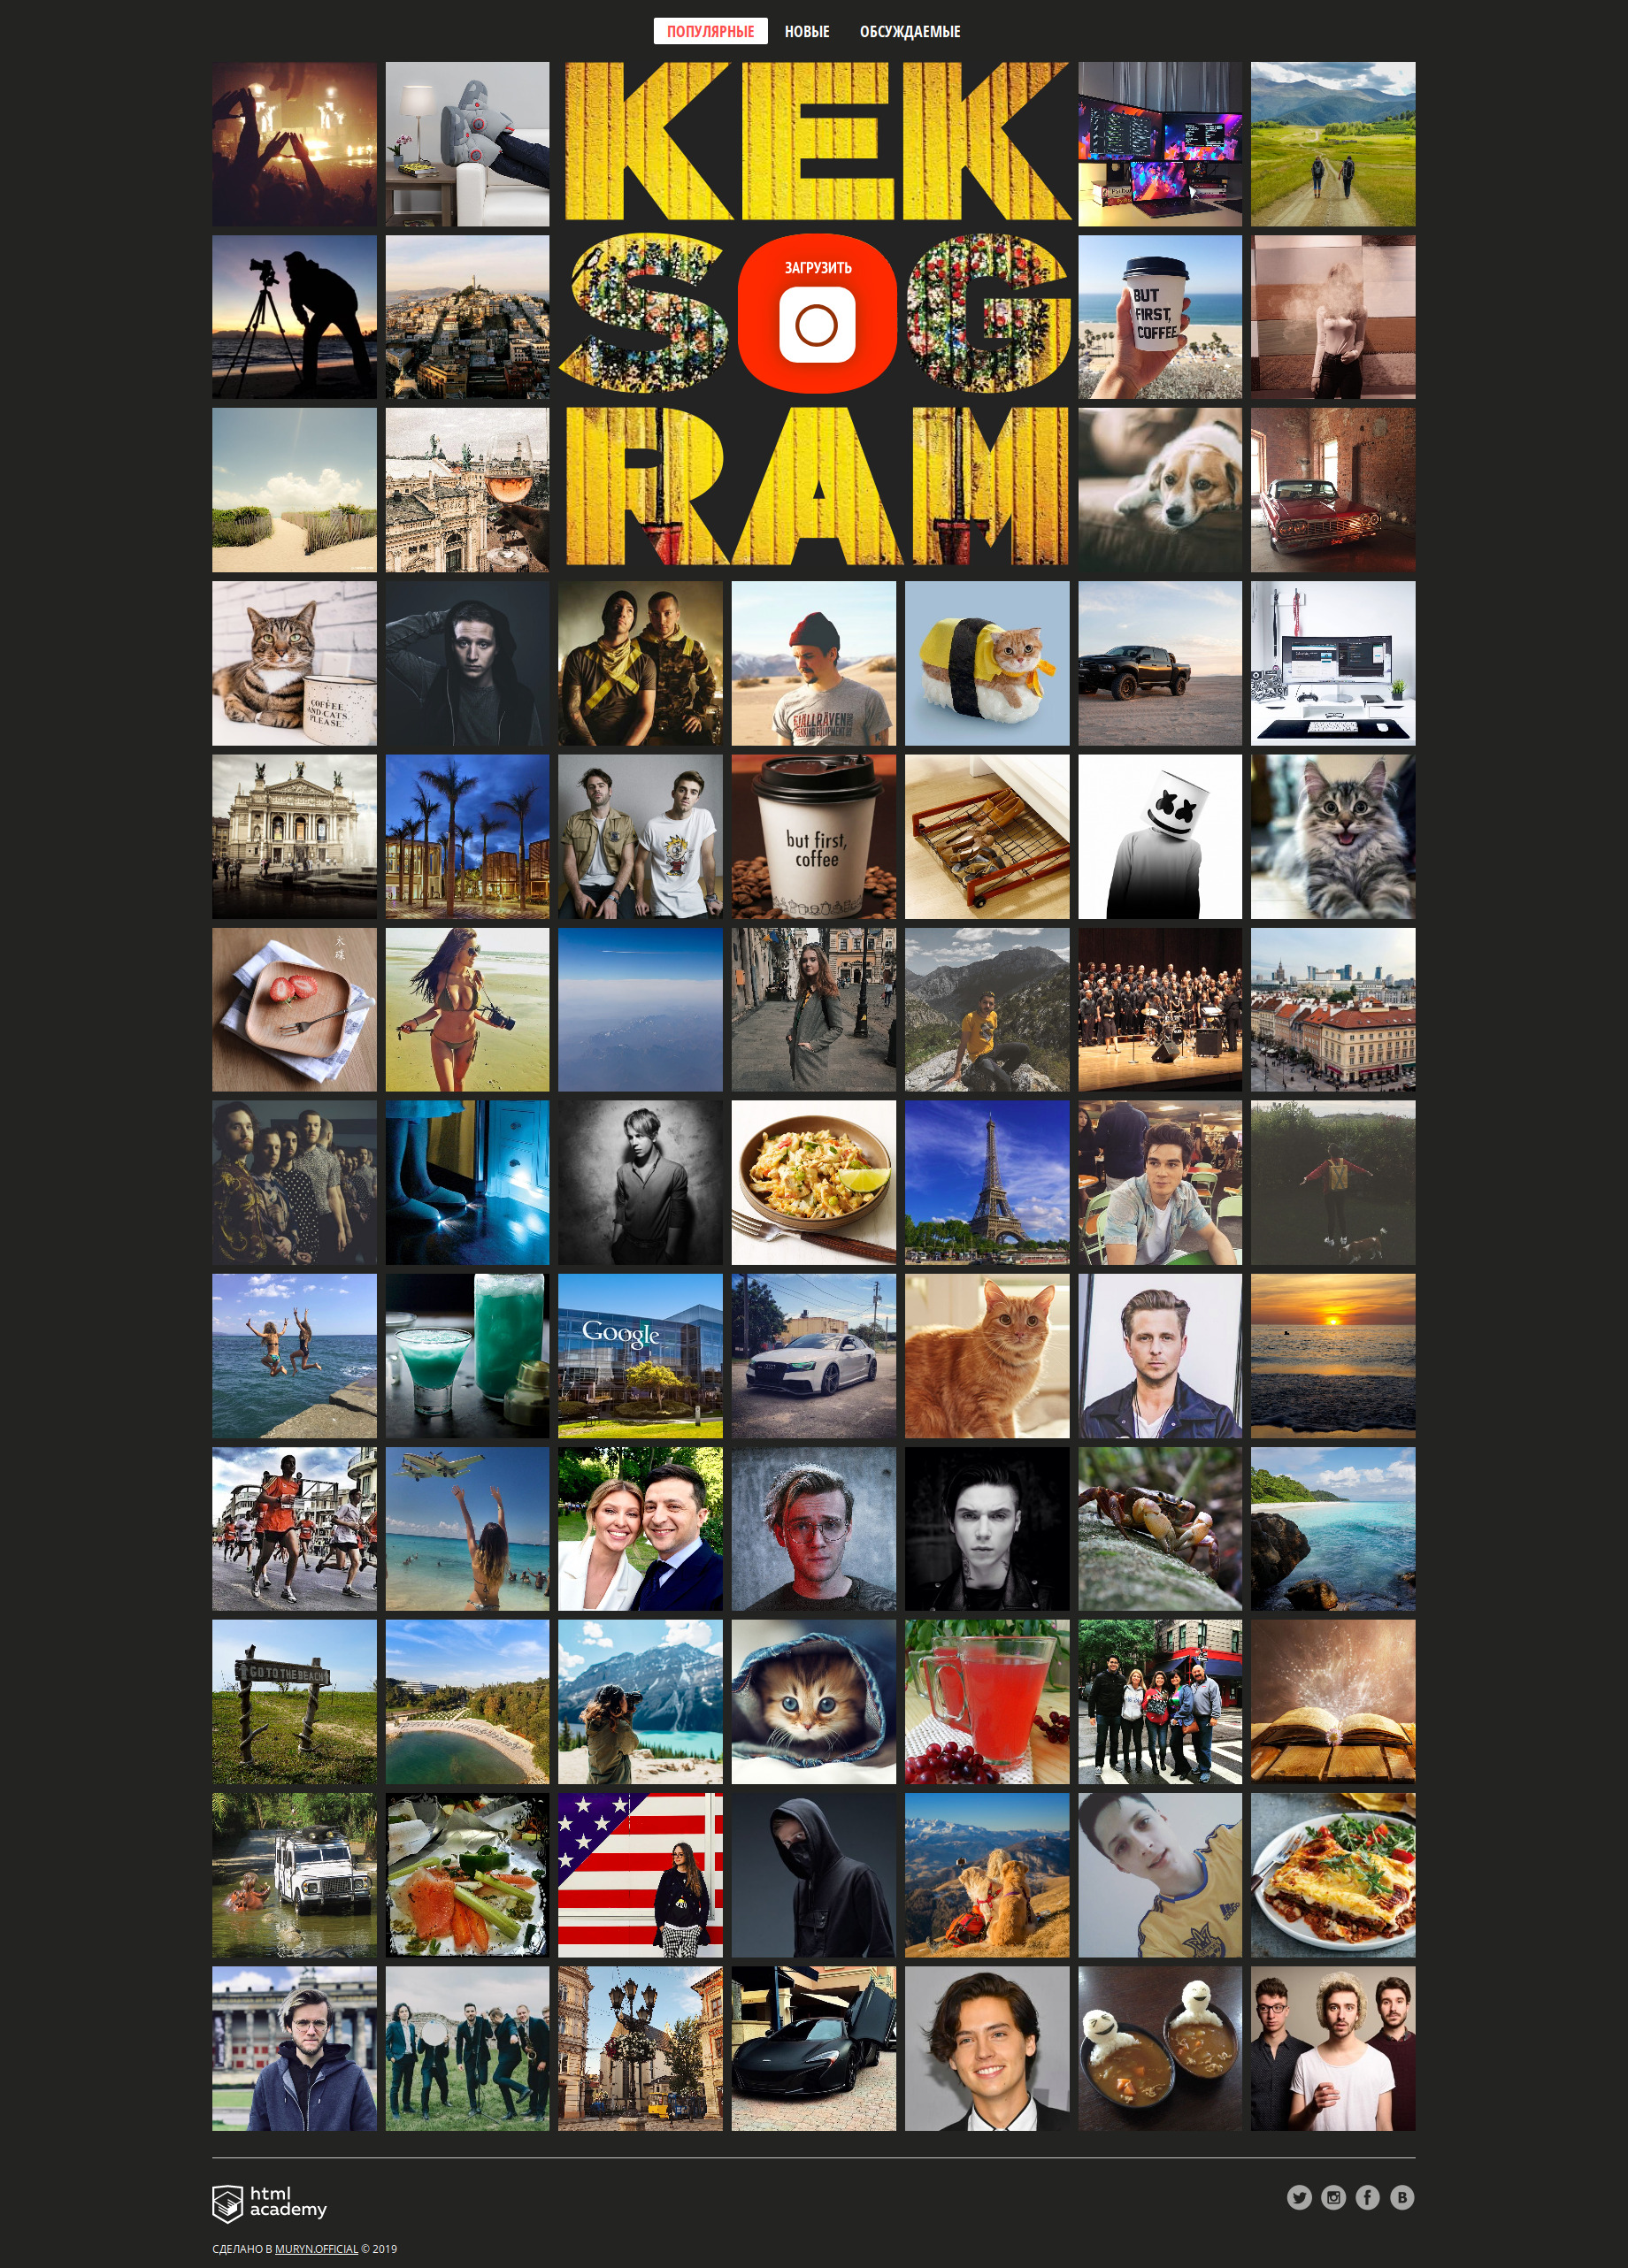 ПОПУЛЯРНЫЕ НОВЫЕ ОБСУЖДАЕМЫЕ
KEK
S G
ЗАГРУЗИТЬ
RAM
BUT
FIRST,
COFFEE
COFFEE
AND CATS
PLEASE.
FJÄLLRÄVEN
but first,
coffee
Google
GO TO THE BEACH
html
academy
СДЕЛАНО В MURYN.OFFICIAL © 2019